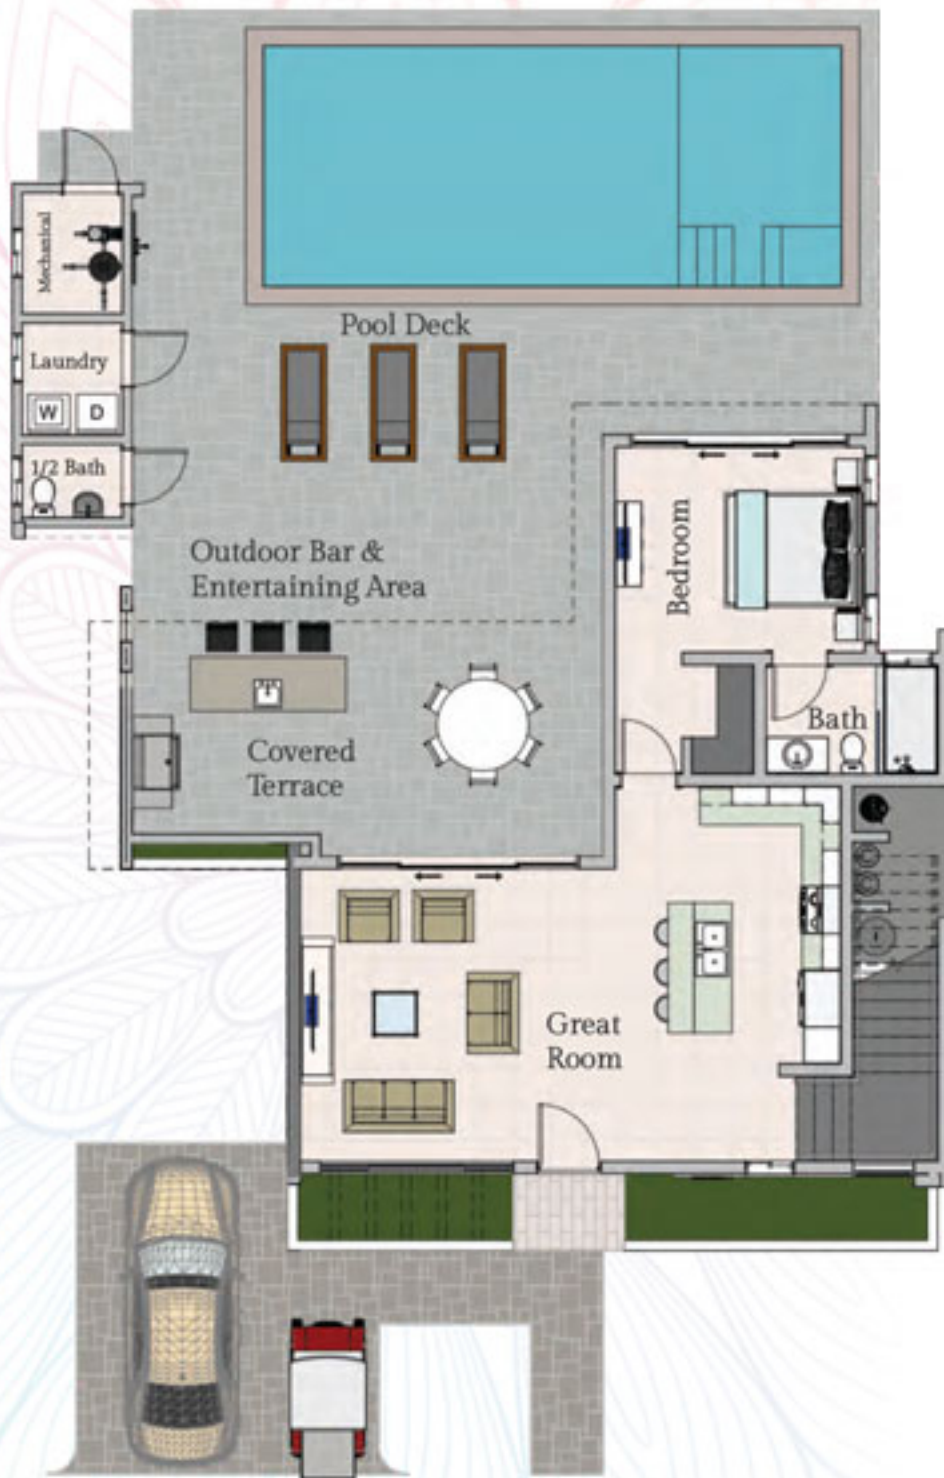 Mechanical
Pool Deck
Laundry
W D
1/2 Bath
Outdoor Bar &
Entertaining Area
Bedroom
Bath
Covered
Terrace
Great
Room